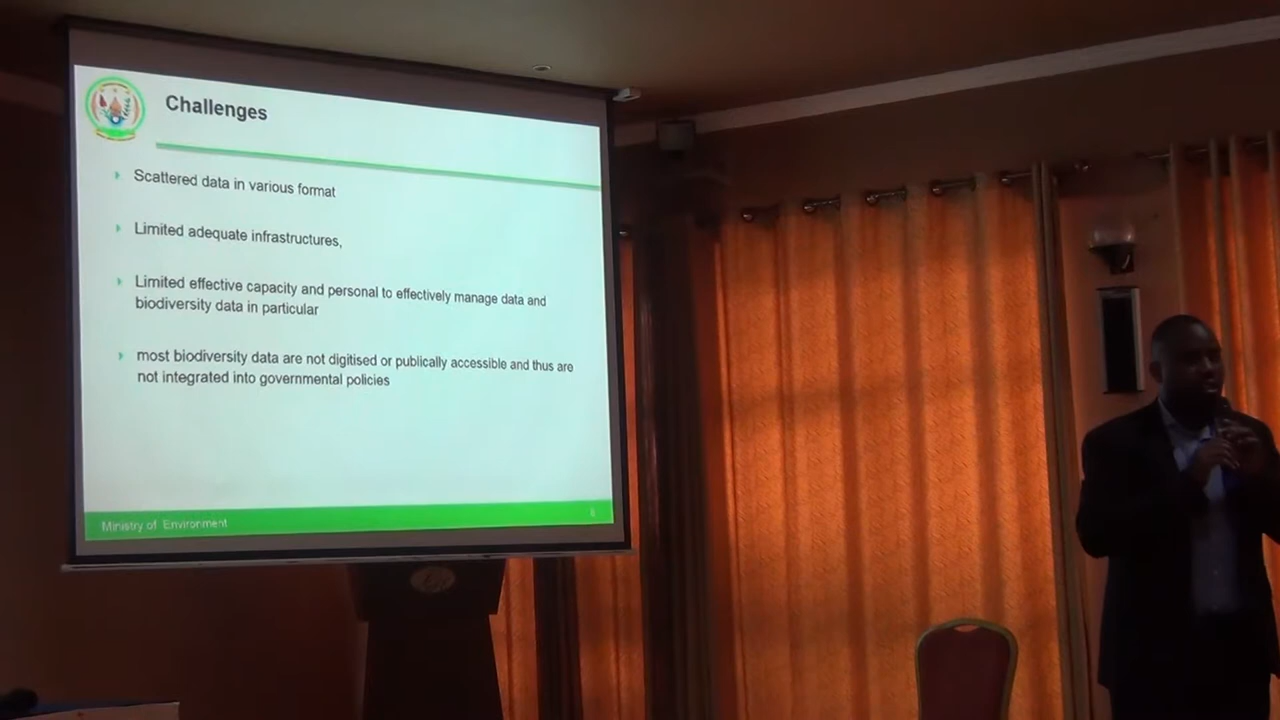 Challenges
Scattered data in various format
Limited adequate infrastructures,
Limited effective capacity and personal to effectively manage data and
biodiversity data in particular
most biodiversity data are not digitised or publically accessible and thus are
not integrated into governmental policies
Ministry of Environment